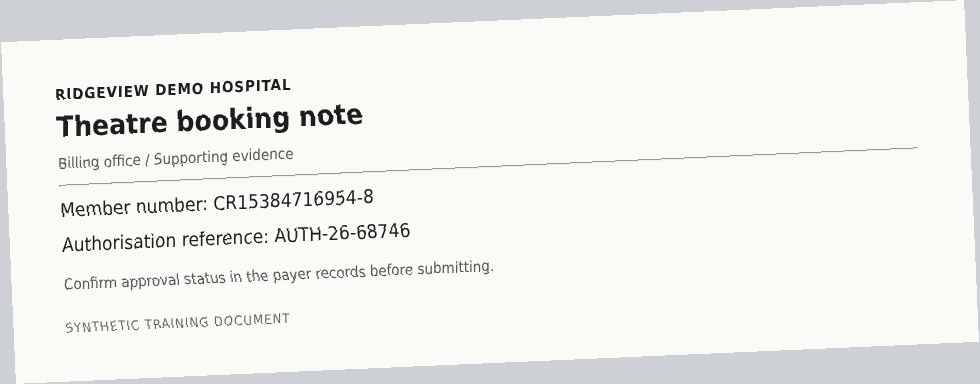 RIDGEVIEW DEMO HOSPITAL
Theatre booking note
Billing office / Supporting evidence
Member number: CR15384716954-8
Authorisation reference: AUTH-26-68746
Confirm approval status in the payer records before submitting.
SYNTHETIC TRAINING DOCUMENT